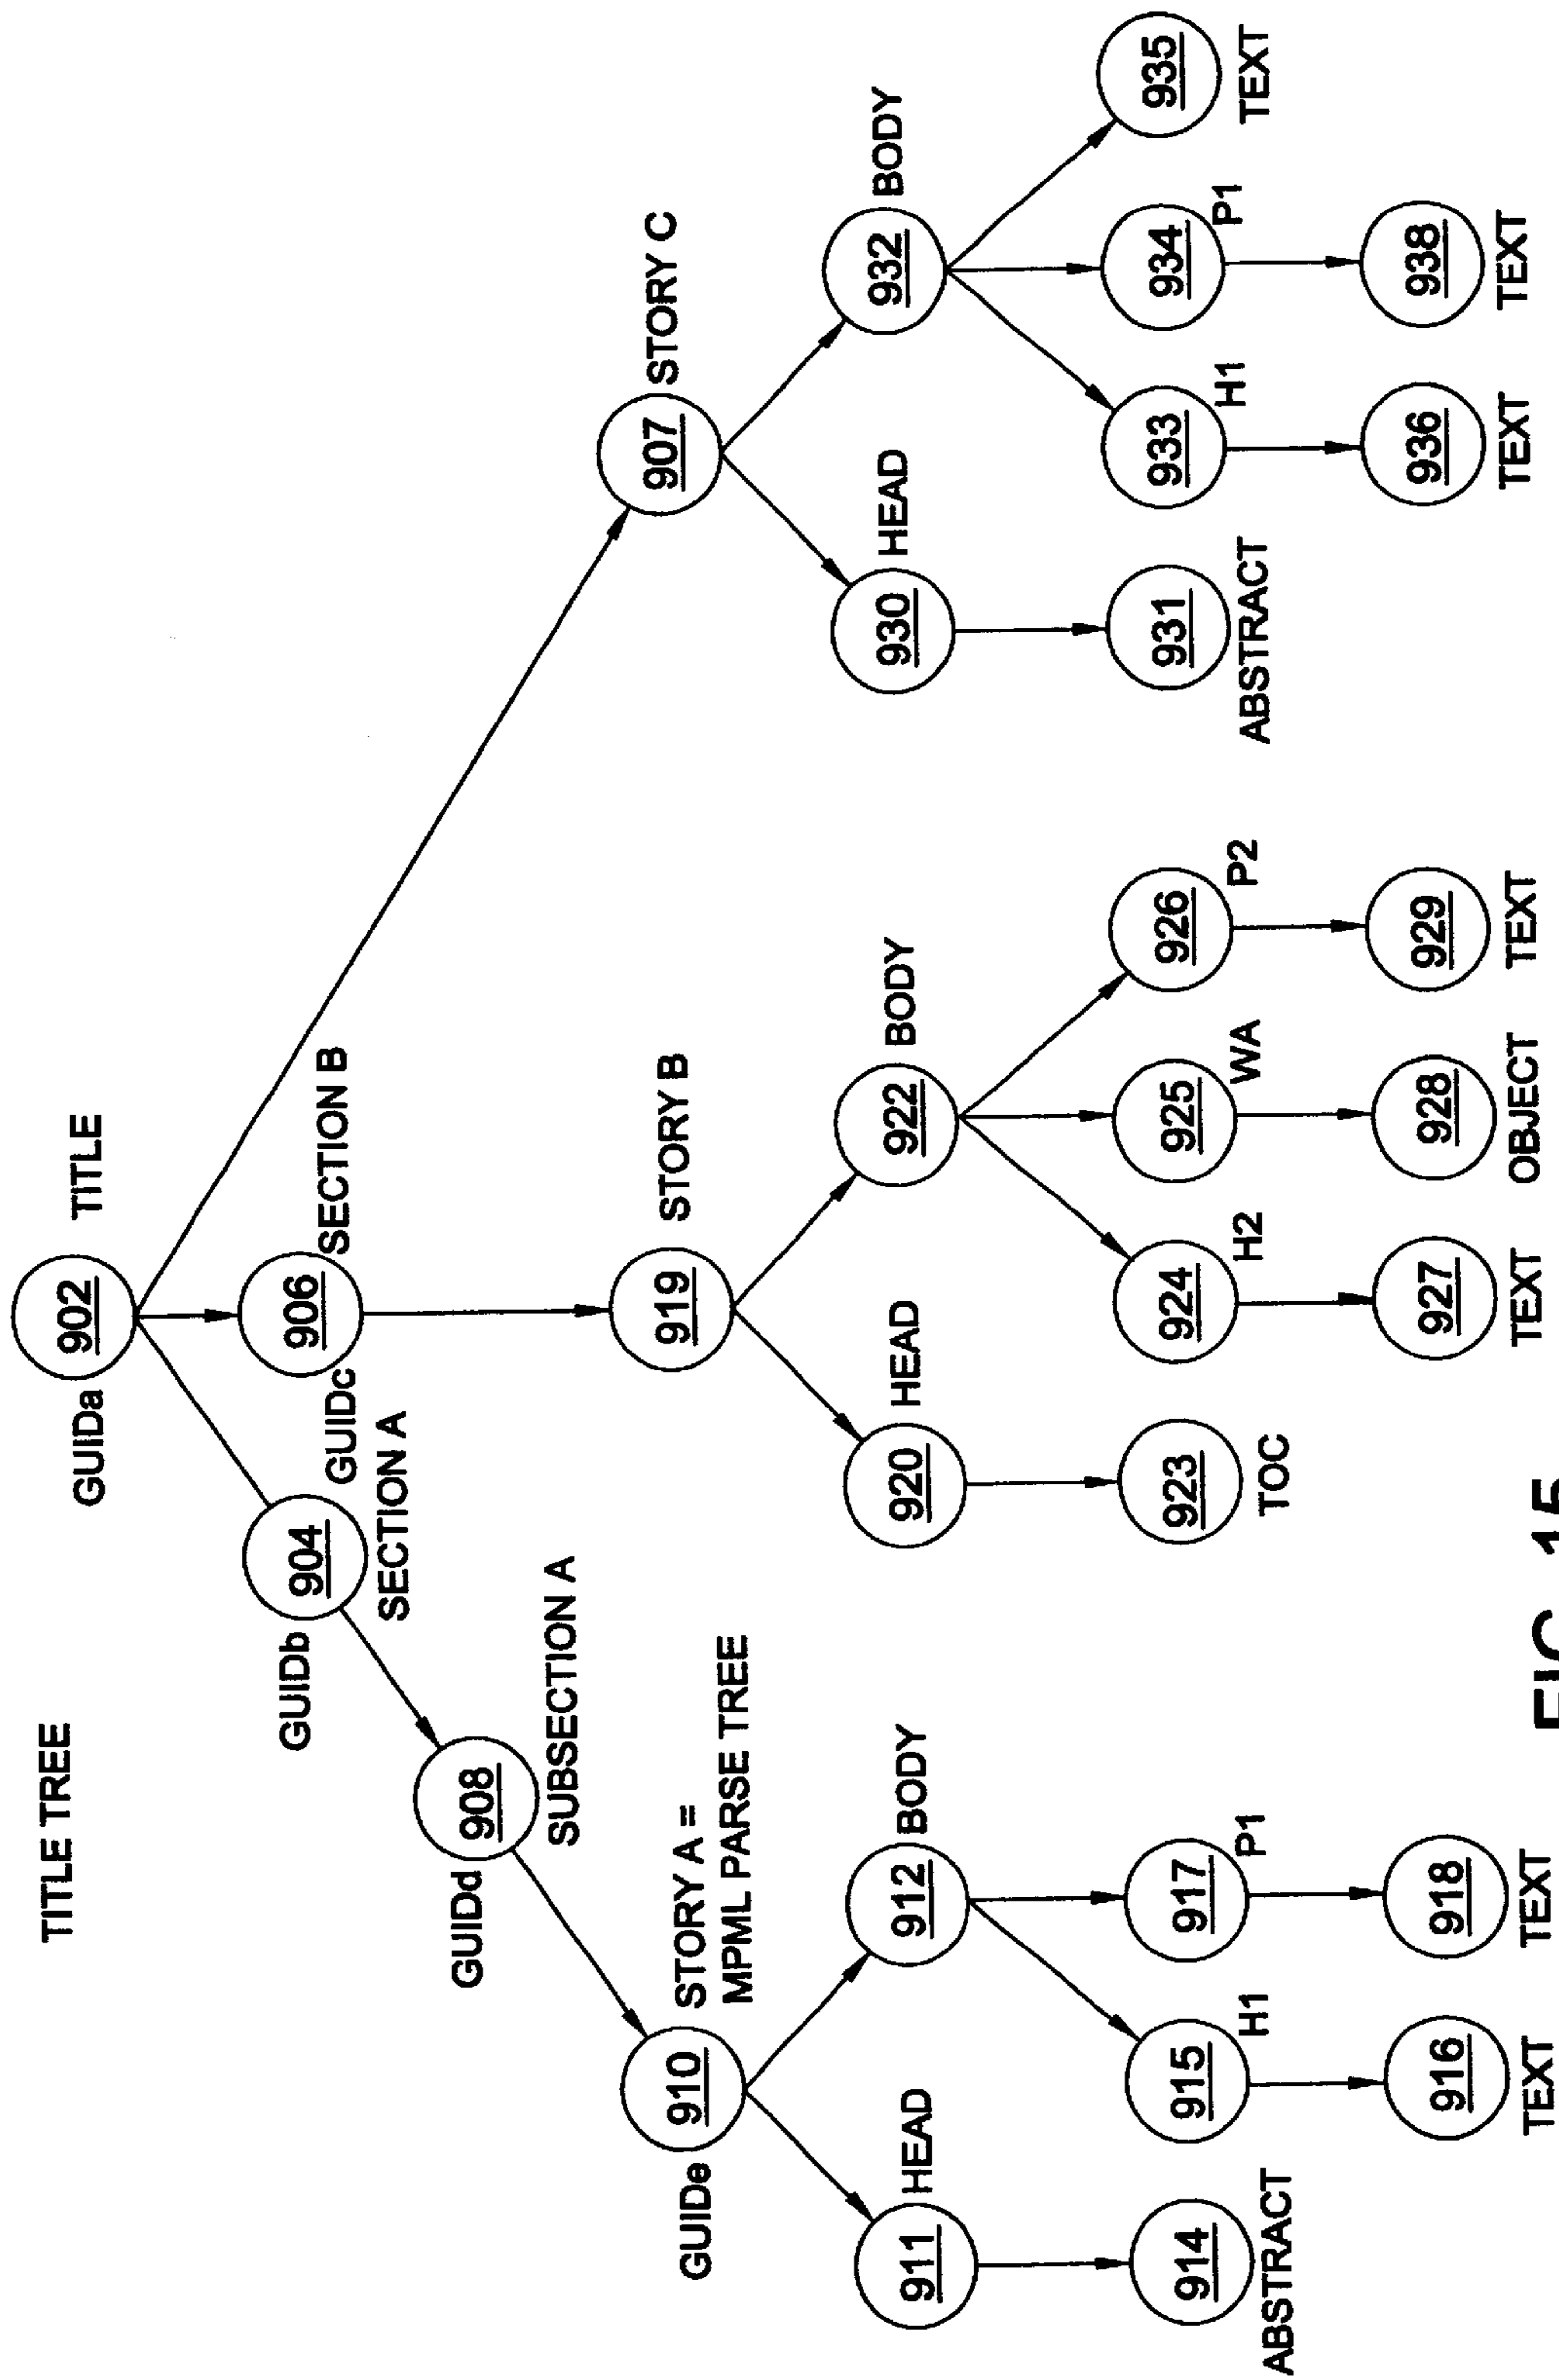 TITLE TREE
GUIDa
902
TITLE
GUIDb
904
SECTION A
GUIDc
906
SECTION B
GUIDd
908
SUBSECTION A
907
STORY C
GUIDe
910
STORY A =
MPML PARSE TREE
919
STORY B
911
HEAD
912
BODY
920
HEAD
922
BODY
930
HEAD
932
BODY
914
ABSTRACT
915
H1
917
P1
923
TOC
924
H2
925
WA
926
P2
931
ABSTRACT
933
H1
934
P1
935
TEXT
916
TEXT
918
TEXT
927
TEXT
928
OBJECT
929
TEXT
936
TEXT
938
TEXT
FIG. 15